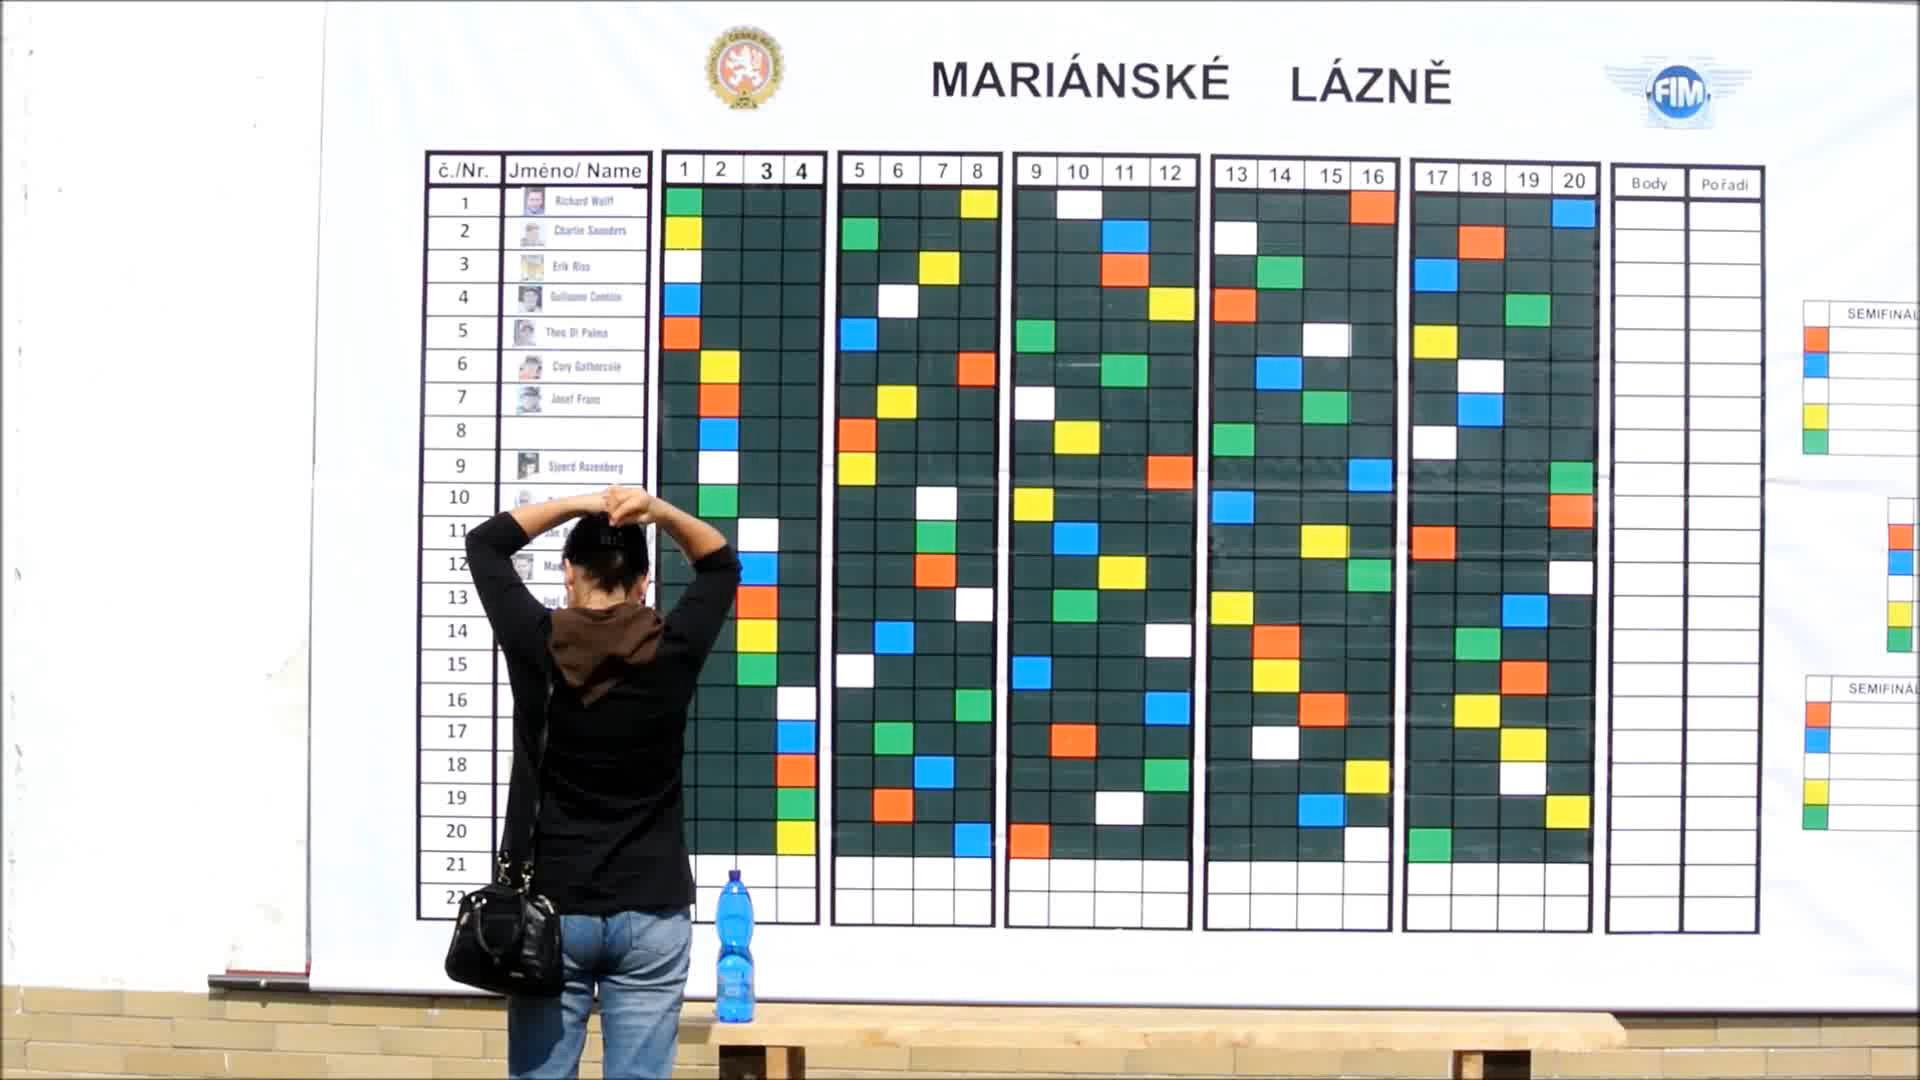 MARIÁNSKÉ LÁZNĚ
FIM
č./Nr. Jméno/ Name 1 2 3 4 5 6 7 8 9 10 11 12 13 14 15 16 17 18 19 20 Body Pořadí
1 Richard Wolff
2 Charlie Saunders
3 Erik Riss
4 Guillaume
5 Theo Di Palma
6 Cory Gathercole
7 Josef Franc
8
9 Sjoerd Rozenberg
10
11
12
13
14
15
16
17
18
19
20
21
22
SEMIFINÁL
SEMIFINÁL